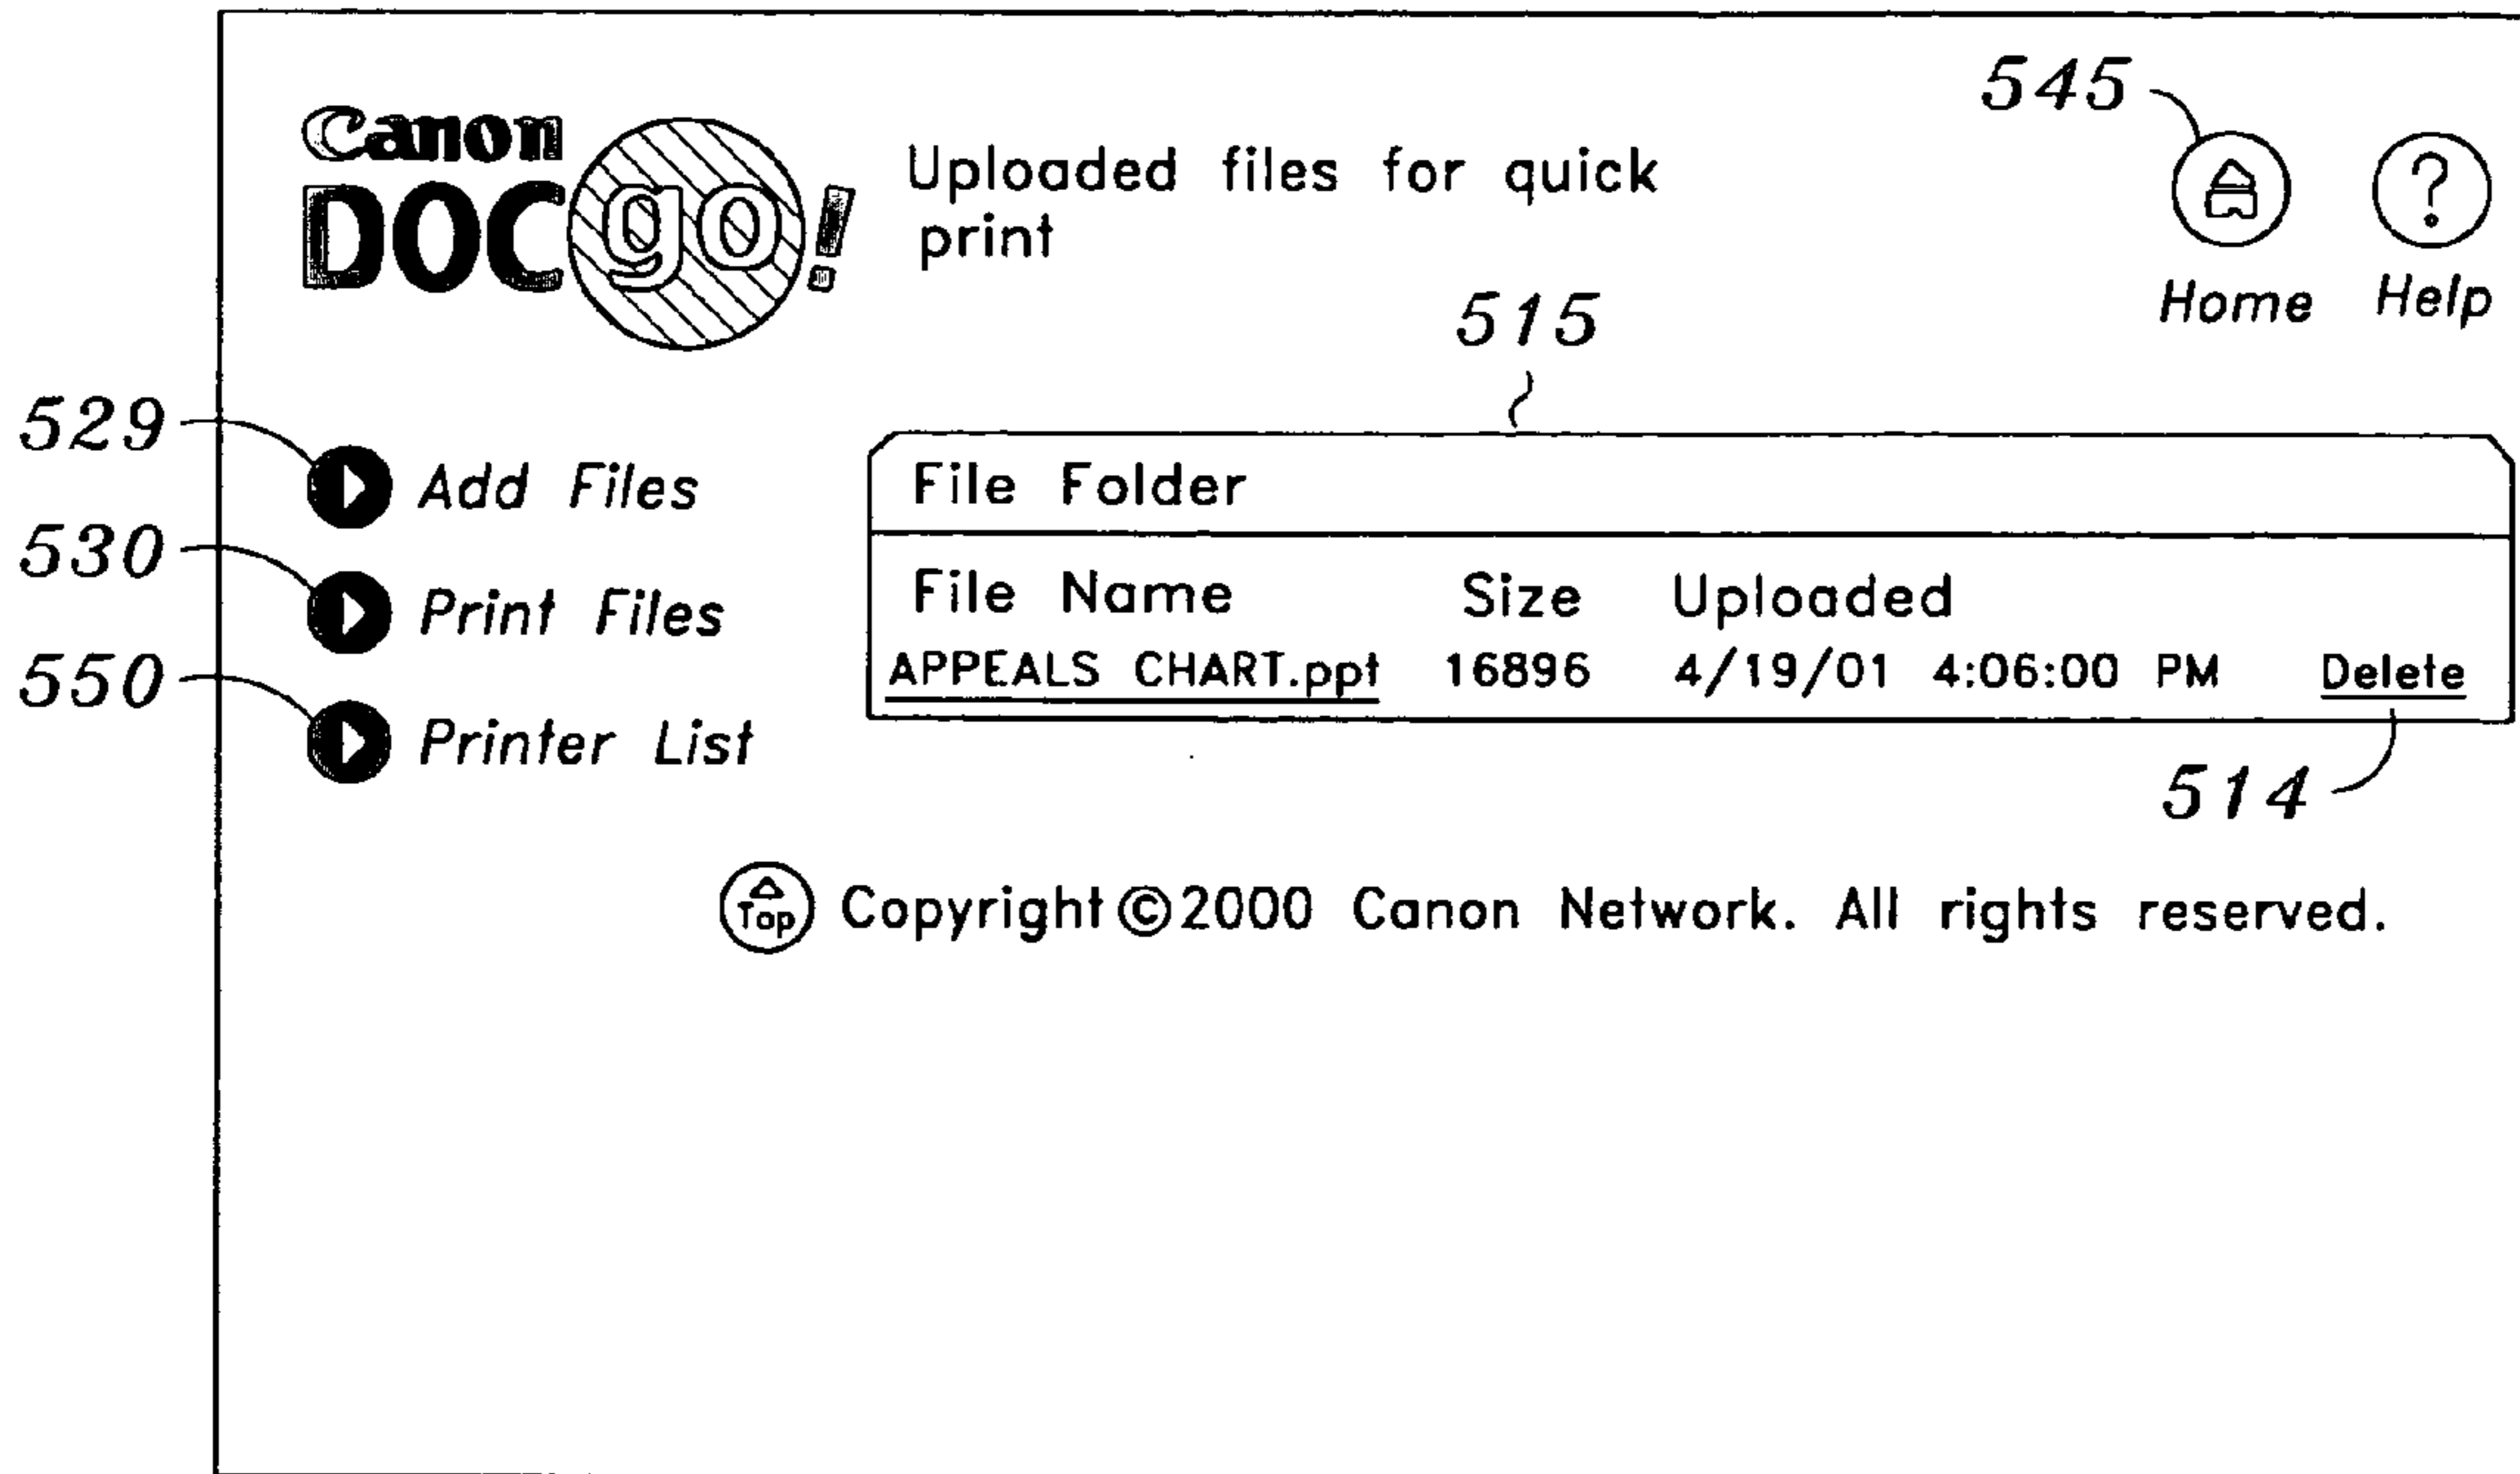 545
Canon
DOCgo!
Uploaded files for quick
print
Home Help
515
529
Add Files
File Folder
530
Print Files
File Name Size Uploaded
550
APPEALS CHART.ppt 16896 4/19/01 4:06:00 PM Delete
Printer List
514
Top Copyright©2000 Canon Network. All rights reserved.